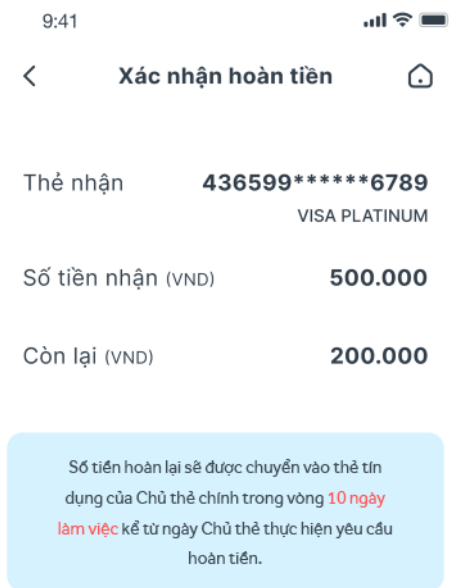 9:41
Xác nhận hoàn tiền
Thẻ nhận 436599******6789
VISA PLATINUM
Số tiền nhận (VND) 500.000
Còn lại (VND) 200.000
Số tiền hoàn lại sẽ được chuyển vào thẻ tín
dụng của Chủ thẻ chính trong vòng 10 ngày
làm việc kể từ ngày Chủ thẻ thực hiện yêu cầu
hoàn tiền.